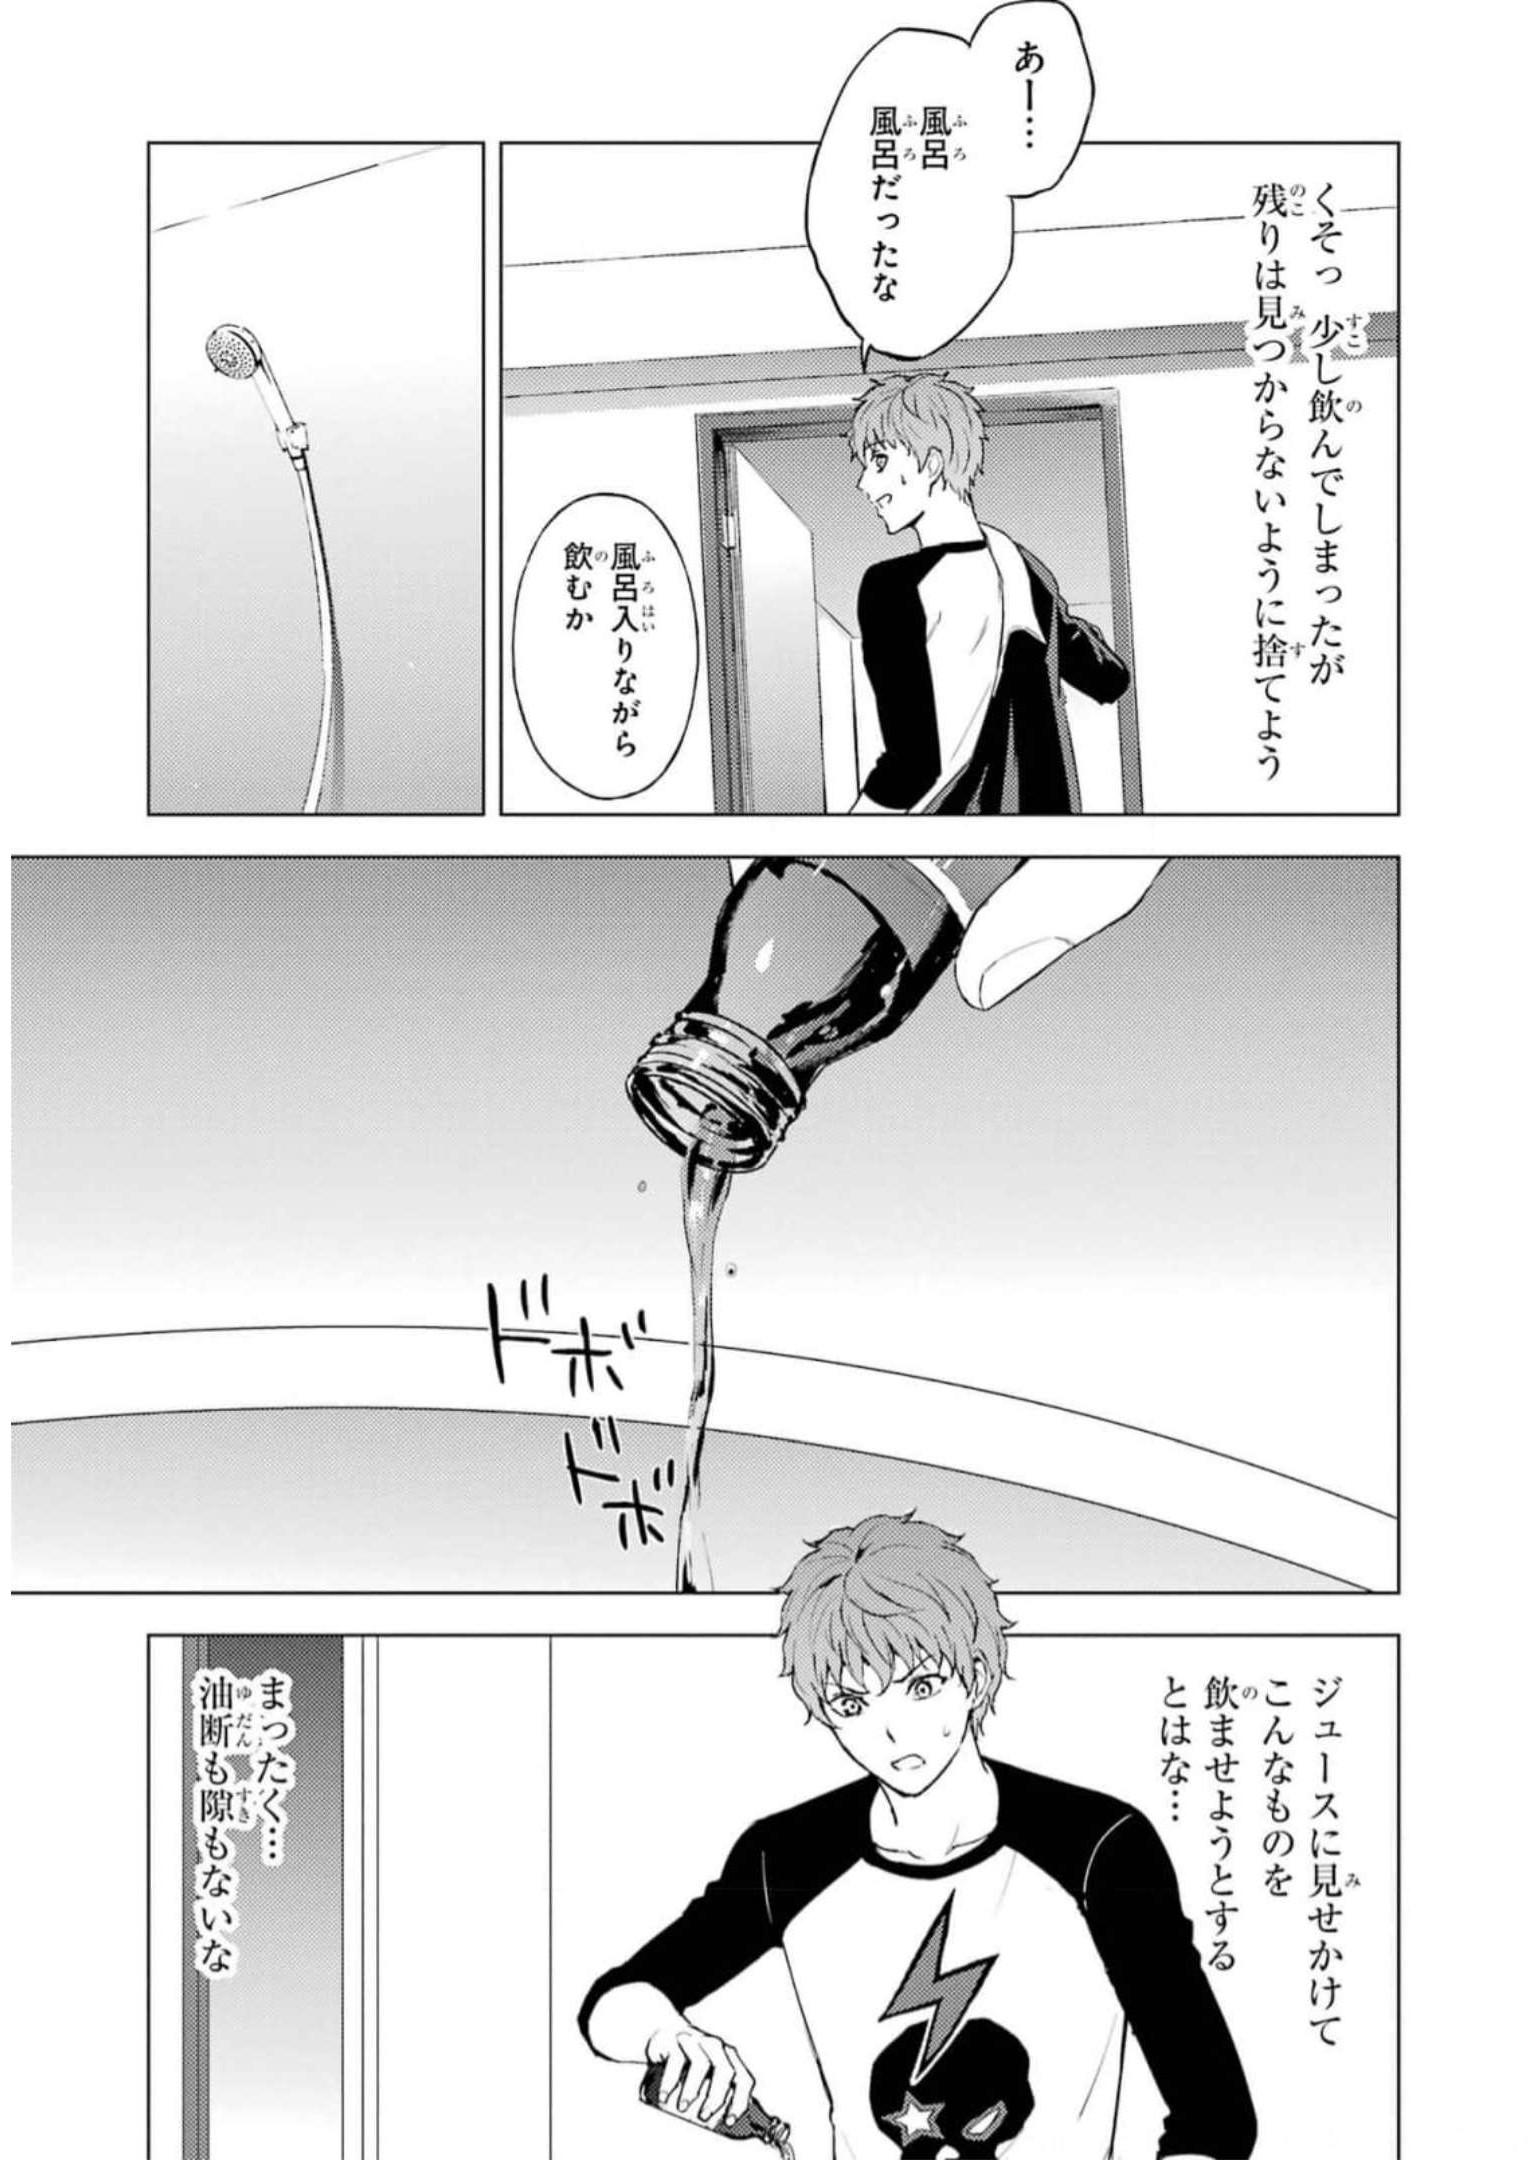 くそっ 少し飲んでしまったが
残りは見つからないように捨てよう
あー…
風呂
風呂だったな
風呂入りながら
飲むか
ドボ
ドボ
ジュースに見せかけて
こんなものを
飲ませようとする
とはな…
まったく…
油断も隙もないな